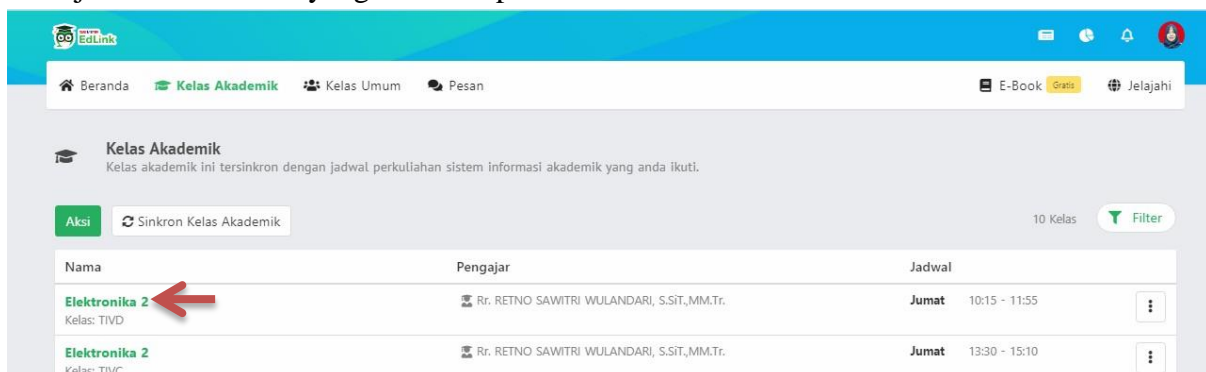 EdLink
Beranda Kelas Akademik Kelas Umum Pesan E-Book Gratis Jelajahi
Kelas Akademik
Kelas akademik ini tersinkron dengan jadwal perkuliahan sistem informasi akademik yang anda ikuti.
Aksi Sinkron Kelas Akademik 10 Kelas Filter
Nama Pengajar Jadwal
Elektronika 2 Rr. RETNO SAWITRI WULANDARI, S.SiT.,MM.Tr. Jumat 10:15 - 11:55
Kelas: TIVD
Elektronika 2 Rr. RETNO SAWITRI WULANDARI, S.SiT.,MM.Tr. Jumat 13:30 - 15:10
Kelas: TIVC